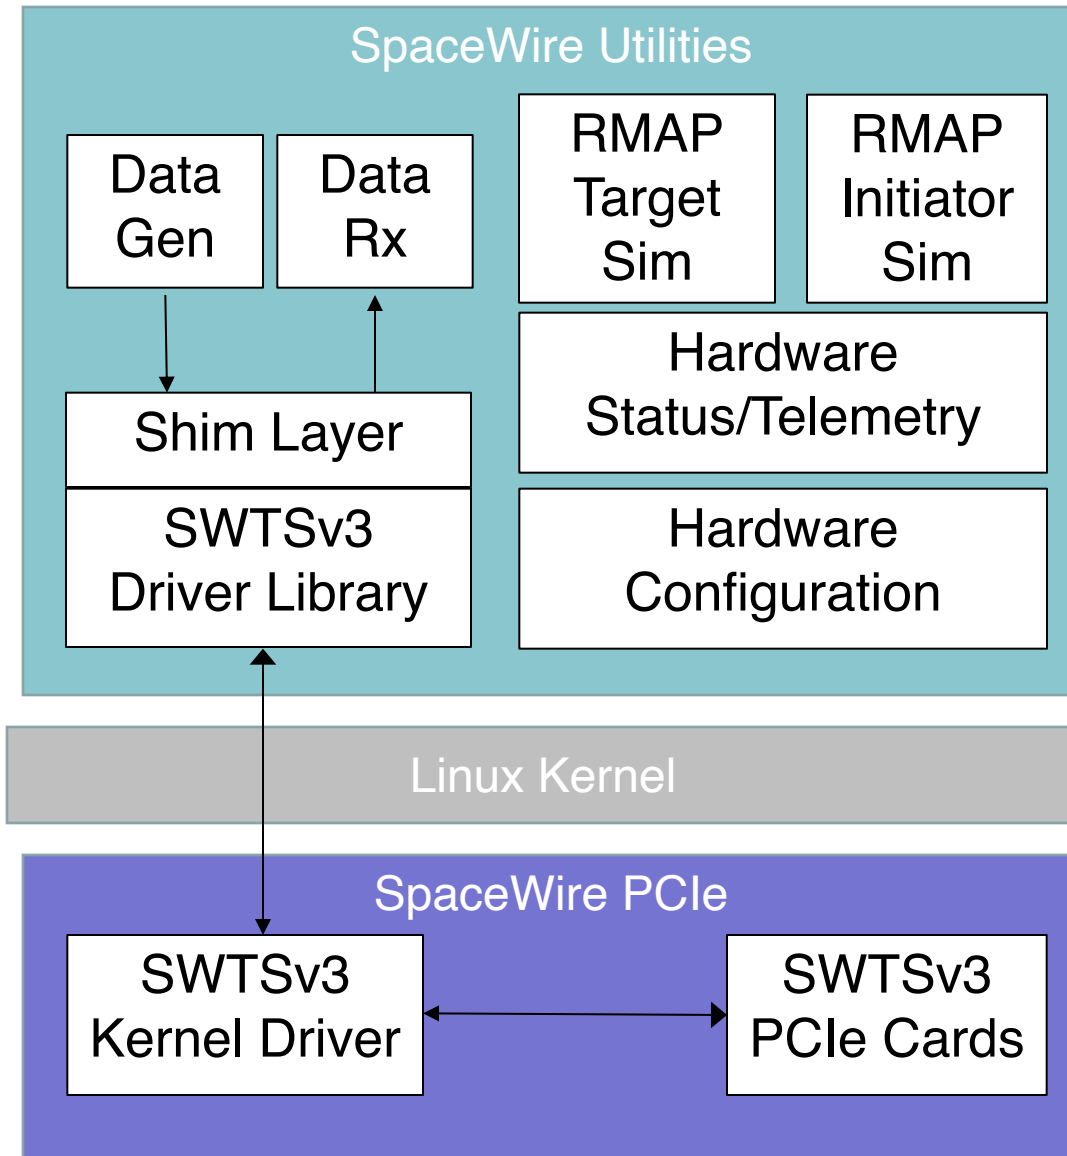 SpaceWire Utilities
Data
Gen
Data
Rx
RMAP
Target
Sim
RMAP
Initiator
Sim
Hardware
Status/Telemetry
Shim Layer
SWTSv3
Driver Library
Hardware
Configuration
Linux Kernel
SpaceWire PCIe
SWTSv3
Kernel Driver
SWTSv3
PCIe Cards